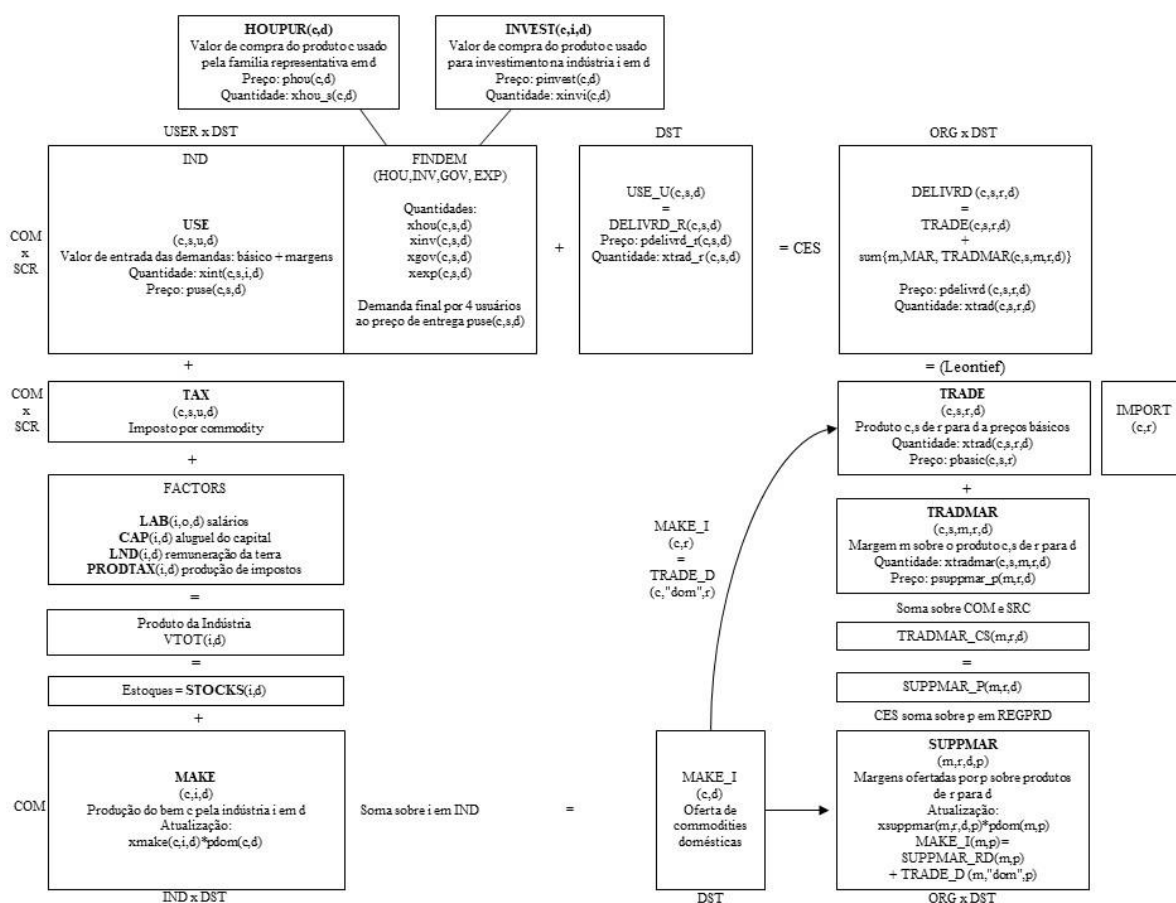 HOUPUR(c,d)
Valor de compra do produto c usado
pela familia representativa em d
Preço: phou(c,d)
Quantidade: xhou_s(c,d)
INVEST(c,i,d)
Valor de compra do produto c usado
para investimento na indústria i em d
Preço: pinvest(c,d)
Quantidade: xinvi(c,d)
USER x DST
DST
ORG x DST
COM
x
SCR
IND
USE
(c,s,u,d)
Valor de entrada das demandas: básico + margens
Quantidade: xint(c,s,i,d)
Preço: puse(c,s,d)
FINDEM
(HOU,INV,GOV, EXP)
Quantidades:
xhou(c,s,d)
xinv(c,s,d)
xgov(c,s,d)
xexp(c,s,d)
Demanda final por 4 usuários
ao preço de entrega puse(c,s,d)
+
USE_U(c,s,d)
=
DELIVRD_R(c,s,d)
Preço: pdelivrd_r(c,s,d)
Quantidade: xtrad_r(c,s,d)
= CES
DELIVRD (c,s,r,d)
=
TRADE(c,s,r,d)
+
sum{m,MAR, TRADMAR(c,s,m,r,d)}
Preço: pdelivrd (c,s,r,d)
Quantidade: xtrad(c,s,r,d)
+
= (Leontief)
COM
x
SCR
TAX
(c,s,u,d)
Imposto por commodity
TRADE
(c,s,r,d)
Produto c,s de r para d a preços básicos
Quantidade: xtrad(c,s,r,d)
Preço: pbasic(c,s,r)
IMPORT
(c,r)
+
FACTORS
LAB(i,o,d) salários
CAP(i,d) aluguel do capital
LND(i,d) remuneração da terra
PRODTAX(i,d) produção de impostos
MAKE_I
(c,r)
=
TRADE_D
(c,"dom",r)
+
TRADMAR
(c,s,m,r,d)
Margem m sobre o produto c,s de r para d
Quantidade: xtradmar(c,s,m,r,d)
Preço: psuppmar_p(m,r,d)
=
Soma sobre COM e SRC
Produto da Indústria
VTOT(i,d)
TRADMAR_CS(m,r,d)
=
=
Estoques = STOCKS(i,d)
SUPPMAR_P(m,r,d)
+
CES soma sobre p em REGPRD
COM
MAKE
(c,i,d)
Produção do bem c pela indústria i em d
Atualização:
xmake(c,i,d)*pdom(c,d)
Soma sobre i em IND
=
MAKE_I
(c,d)
Oferta de
commodities
domésticas
SUPPMAR
(m,r,d,p)
Margens ofertadas por p sobre produtos
de r para d
Atualização:
xsuppmar(m,r,d,p)*pdom(m,p)
MAKE_I(m,p)=
SUPPMAR_RD(m,p)
+ TRADE_D (m,"dom",p)
IND x DST
DST
ORG x DST